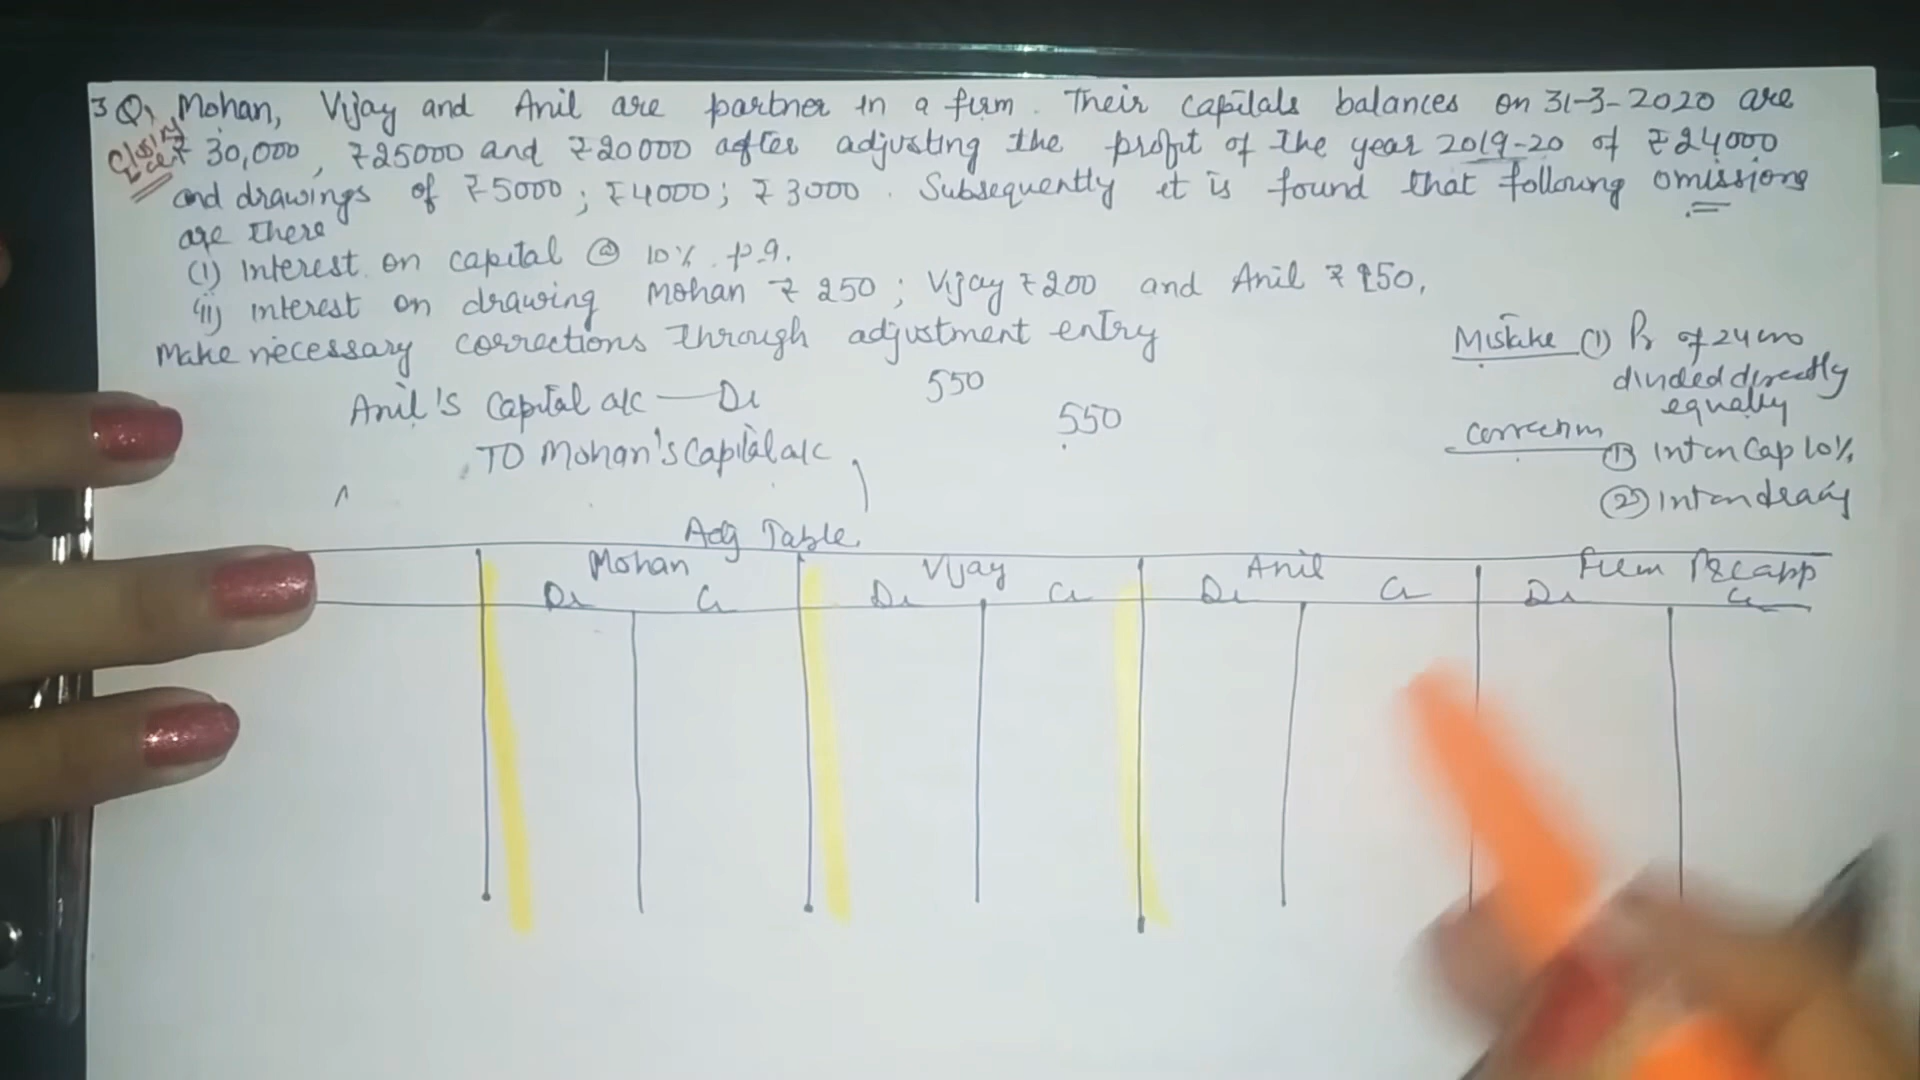 3 Q, Mohan, Vijay and Anil are partner in a firm. Their capitals balances on 31-3-2020 are
₹ 30,000, ₹25000 and ₹20000 after adjusting the profit of the year 2019-20 of ₹24000
and drawings of ₹5000; ₹4000; ₹3000. Subsequently it is found that following omissions
are there
(i) Interest on capital @ 10% p.a.
(ii) Interest on drawing Mohan ₹ 250; Vijay ₹200 and Anil ₹ 150.
Make necessary corrections through adjustment entry
Anil's Capital a/c — Dr 550
TO Mohan's Capital a/c 550
Mistake (1) Pr of 24000
divided directly
equally
Correction (1) Int on Cap 10%
(2) Int on
Adj Table
Mohan Vijay Anil Firm
Dr Cr Dr Cr Dr Cr Dr Cr